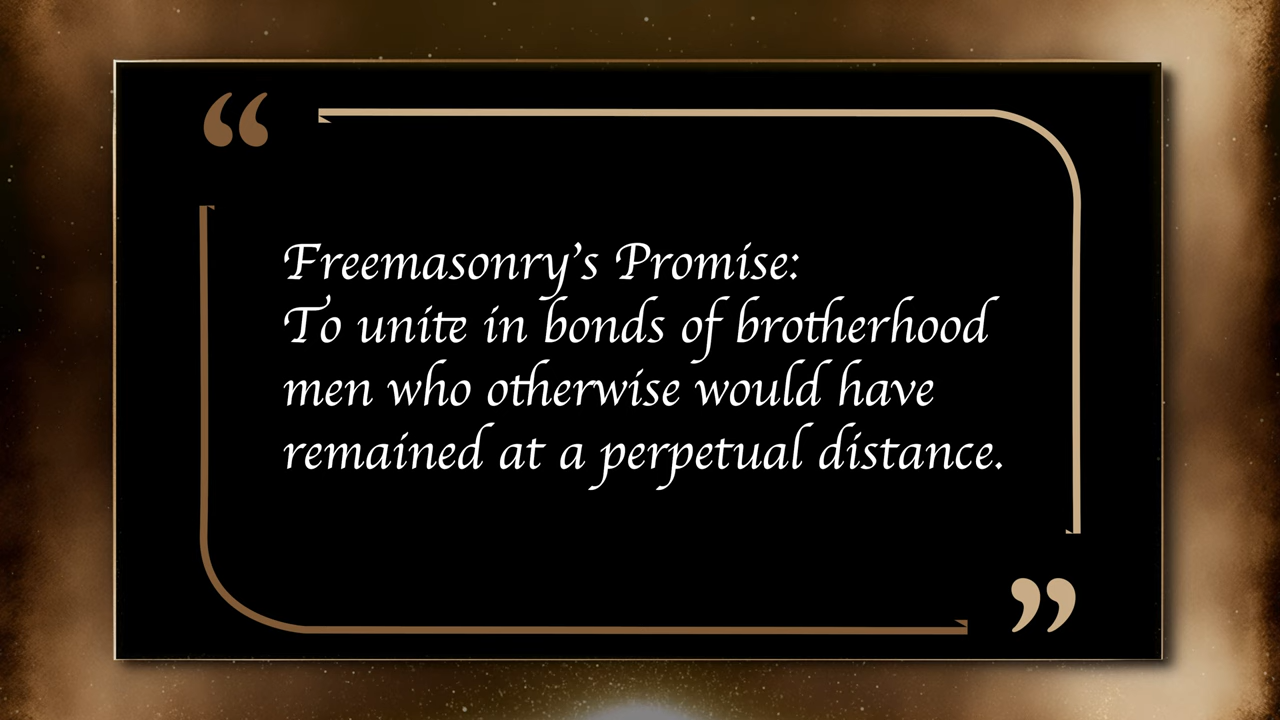 “
Freemasonry’s Promise:
To unite in bonds of brotherhood
men who otherwise would have
remained at a perpetual distance.
”